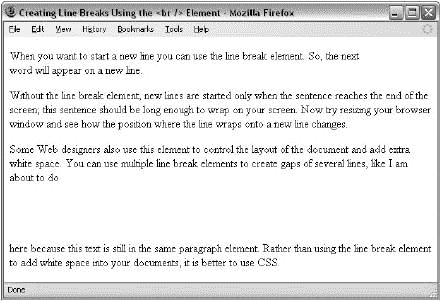 Creating Line Breaks Using the <br /> Element - Mozilla Firefox
File Edit View History Bookmarks Tools Help
When you want to start a new line you can use the line break element. So, the next
word will appear on a new line.
Without the line break element, new lines are started only when the sentence reaches the end of the
screen; this sentence should be long enough to wrap on your screen. Now try resizing your browser
window and see how the position where the line wraps onto a new line changes.
Some Web designers also use this element to control the layout of the document and add extra
white space. You can use multiple line break elements to create gaps of several lines, like I am
about to do
here because this text is still in the same paragraph element. Rather than using the line break element
to add white space into your documents, it is better to use CSS.
Done